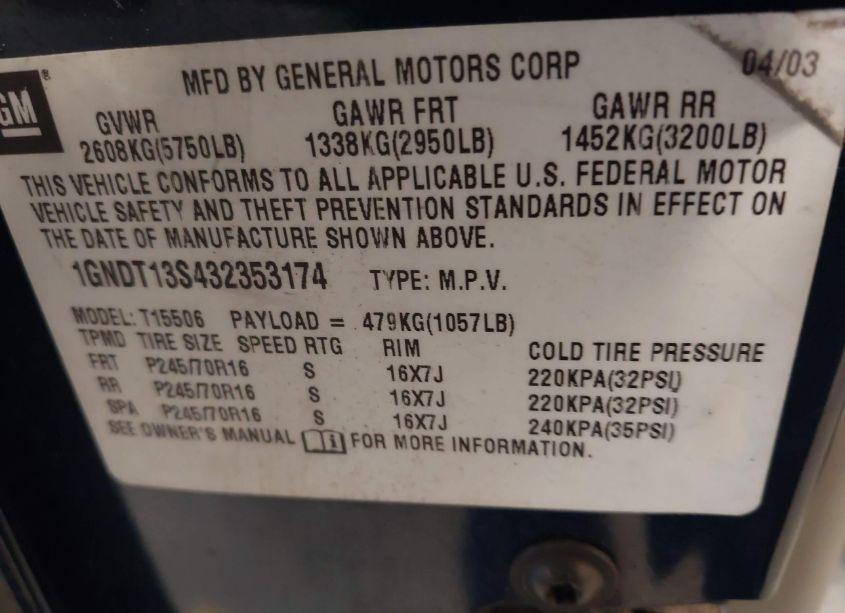 GM ®
MFD BY GENERAL MOTORS CORP 04/03
GVWR GAWR FRT GAWR RR
2608KG(5750LB) 1338KG(2950LB) 1452KG(3200LB)
THIS VEHICLE CONFORMS TO ALL APPLICABLE U.S. FEDERAL MOTOR
VEHICLE SAFETY AND THEFT PREVENTION STANDARDS IN EFFECT ON
THE DATE OF MANUFACTURE SHOWN ABOVE.
1GNDT13S432353174 TYPE: M.P.V.
MODEL: T15506 PAYLOAD = 479KG(1057LB)
TPMD TIRE SIZE SPEED RTG RIM COLD TIRE PRESSURE
FRT P245/70R16 S 16X7J 220KPA(32PSI)
RR P245/70R16 S 16X7J 220KPA(32PSI)
SPA P245/70R16 S 16X7J 240KPA(35PSI)
SEE OWNER'S MANUAL i FOR MORE INFORMATION.